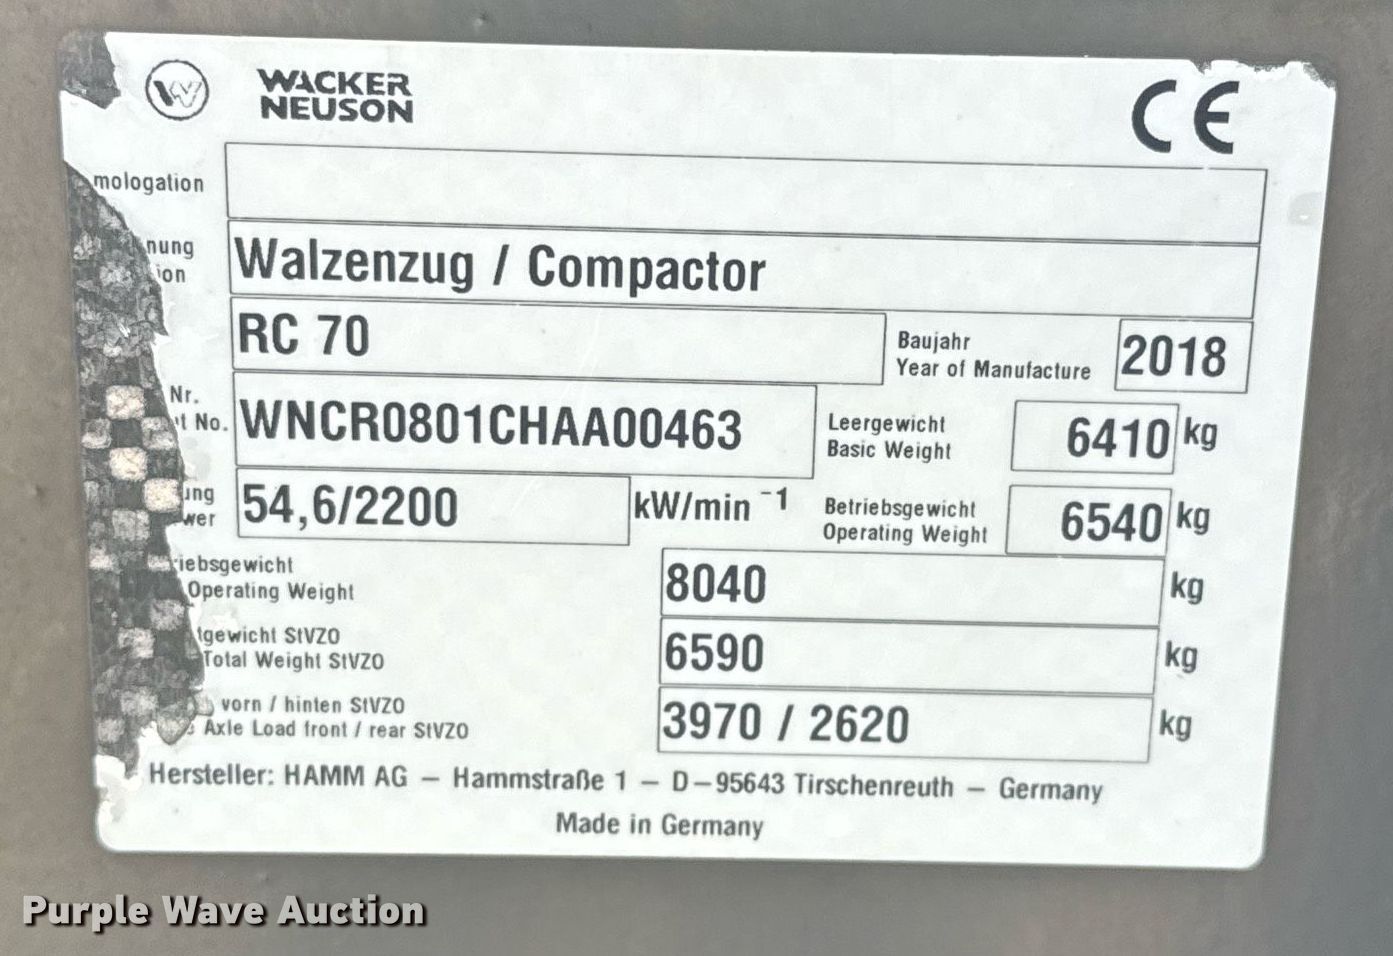 WACKER
NEUSON
CE
mologation
nung
ion
Walzenzug / Compactor
RC 70
Baujahr
Year of Manufacture
2018
Nr.
t No.
WNCR0801CHAA00463
Leergewicht
Basic Weight
6410 kg
ung
wer
54,6/2200 kW/min⁻¹
Betriebsgewicht
Operating Weight
6540 kg
iebsgewicht
Operating Weight
8040 kg
tgewicht StVZO
Total Weight StVZO
6590 kg
vorn / hinten StVZO
Axle Load front / rear StVZO
3970 / 2620 kg
Hersteller: HAMM AG – Hammstraße 1 – D–95643 Tirschenreuth – Germany
Made in Germany
Purple Wave Auction